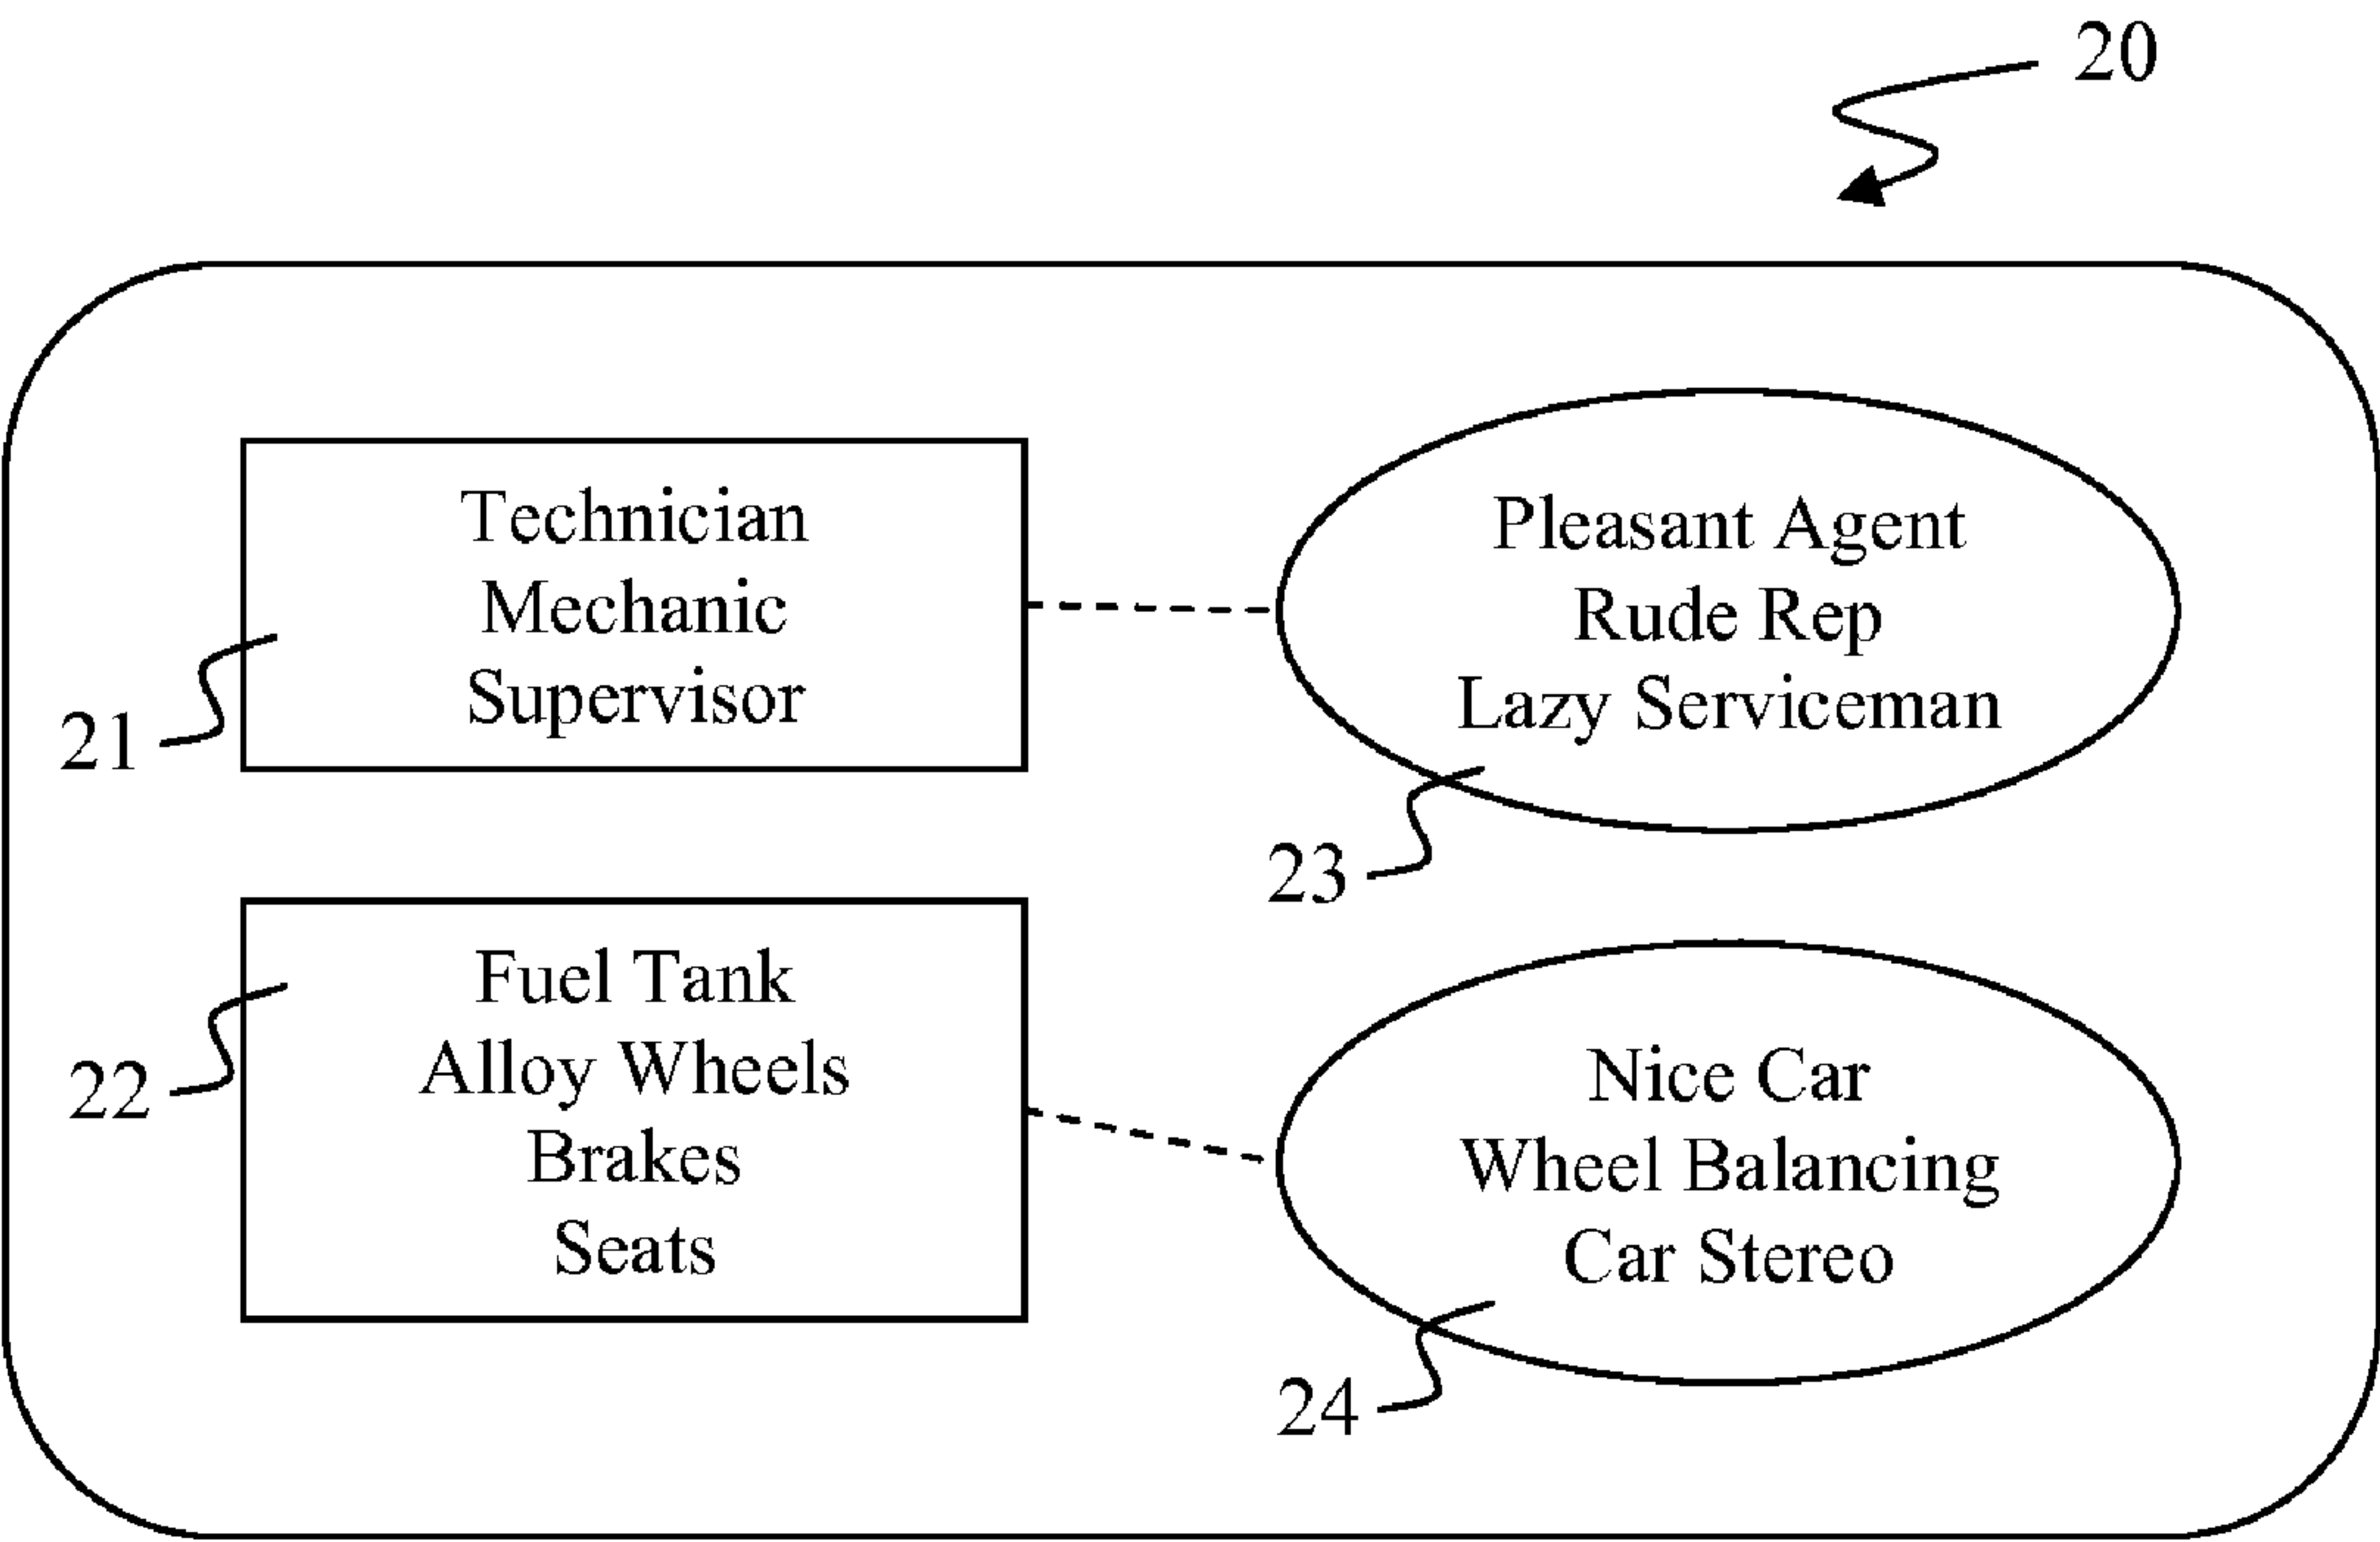 20
Technician
Mechanic
Supervisor
21
Pleasant Agent
Rude Rep
Lazy Serviceman
23
Fuel Tank
Alloy Wheels
Brakes
Seats
22
Nice Car
Wheel Balancing
Car Stereo
24